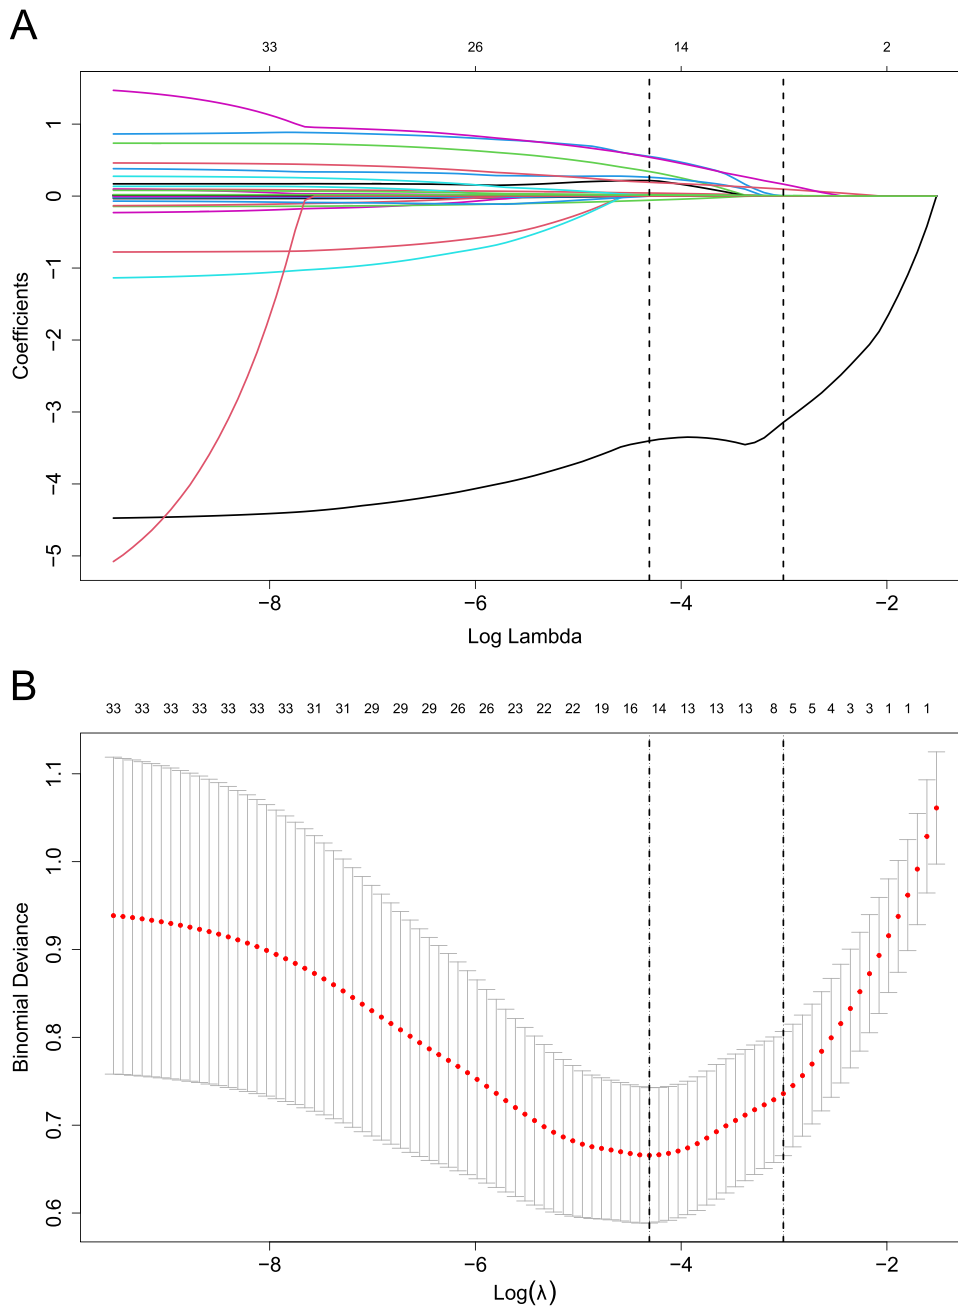 A
33 26 14 2
1
0
−1
−2
−3
−4
−5
Coefficients
−8 −6 −4 −2
Log Lambda
B
33 33 33 33 33 33 33 31 31 29 29 29 26 26 23 22 22 19 16 14 13 13 13 8 5 5 4 3 3 1 1 1
1.1
1.0
0.9
0.8
0.7
0.6
Binomial Deviance
−8 −6 −4 −2
Log(λ)